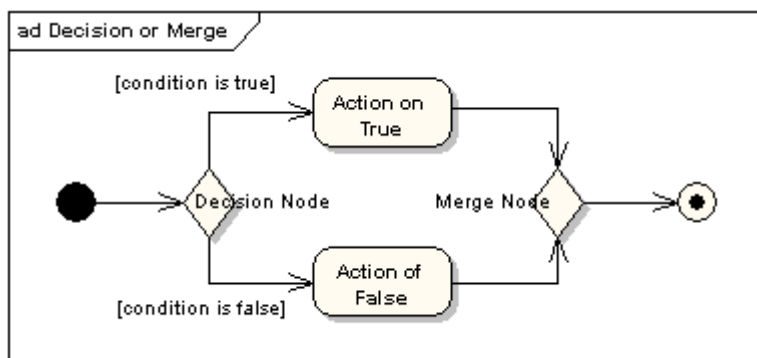 ad Decision or Merge
[condition is true]
Action on
True
Decision Node
Merge Node
Action of
False
[condition is false]